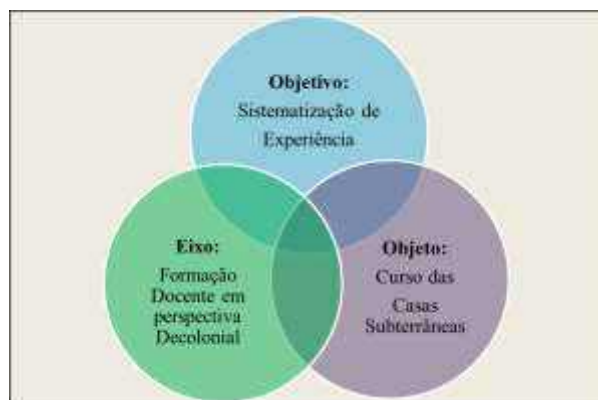 Objetivo:
Sistematização de
Experiência
Eixo:
Formação
Docente em
perspectiva
Decolonial
Objeto:
Curso das
Casas
Subterrâneas